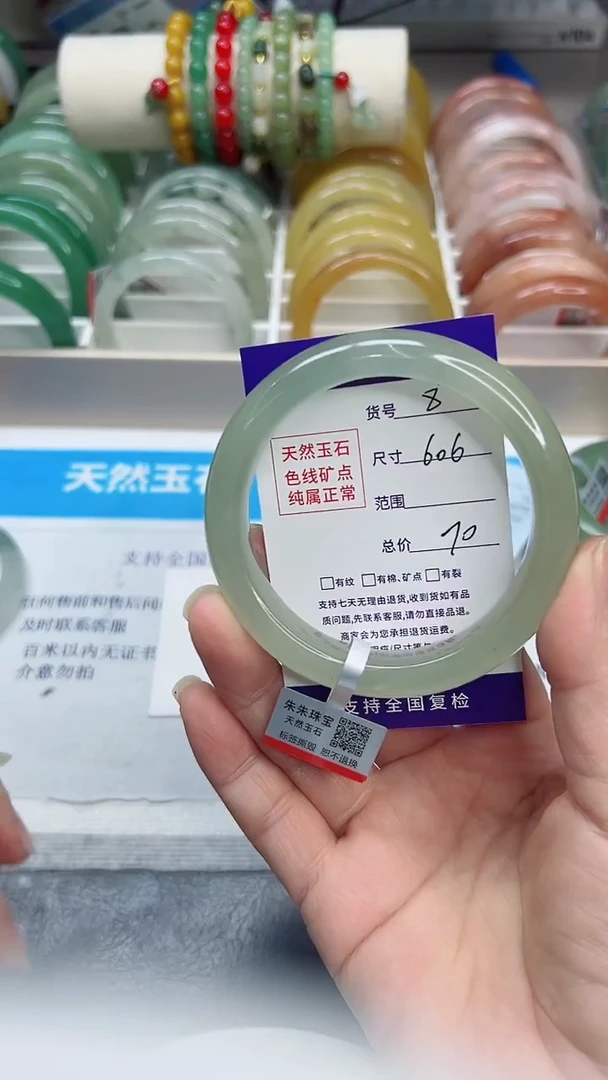 货号 8
天然玉石
色线矿点
纯属正常
尺寸 606
范围
总价 70
□有纹 □有棉、矿点 □有裂
支持七天无理由退货,收到货如有品
质问题,先联系客服,请勿直接品退。
商家会为您承担退货运费。
支持全国复检
朱朱珠宝
天然玉石
标签撕毁 恕不退换
天然玉石
支持全国
任何售前和售后问
及时联系客服
百米以内无证书
介意勿拍